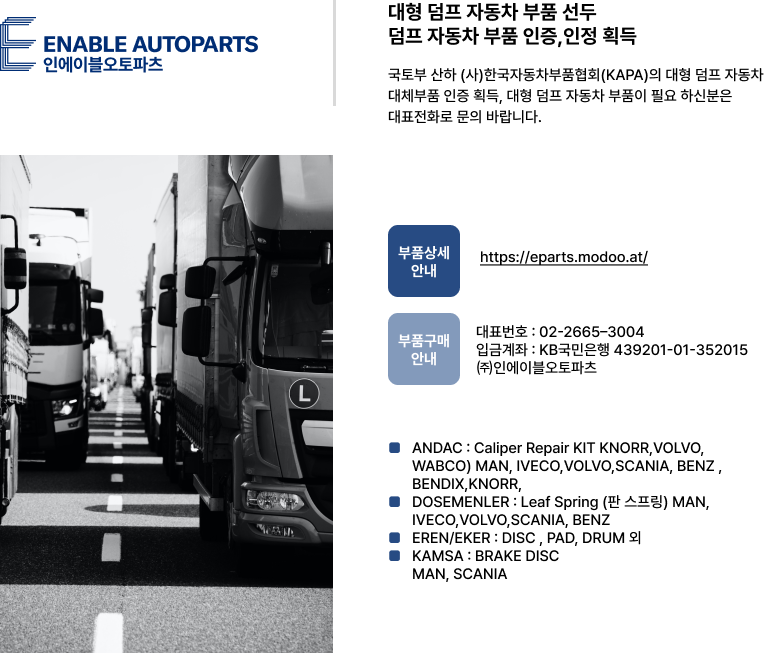 ENABLE AUTOPARTS
인에이블오토파츠
대형 덤프 자동차 부품 선두
덤프 자동차 부품 인증,인정 획득
국토부 산하 (사)한국자동차부품협회(KAPA)의 대형 덤프 자동차
대체부품 인증 획득, 대형 덤프 자동차 부품이 필요 하신분은
대표전화로 문의 바랍니다.
부품상세
안내
https://eparts.modoo.at/
부품구매
안내
대표번호 : 02-2665–3004
입금계좌 : KB국민은행 439201-01-352015
㈜인에이블오토파츠
L
ANDAC : Caliper Repair KIT KNORR,VOLVO,
WABCO) MAN, IVECO,VOLVO,SCANIA, BENZ ,
BENDIX,KNORR,
DOSEMENLER : Leaf Spring (판 스프링) MAN,
IVECO,VOLVO,SCANIA, BENZ
EREN/EKER : DISC , PAD, DRUM 외
KAMSA : BRAKE DISC
MAN, SCANIA